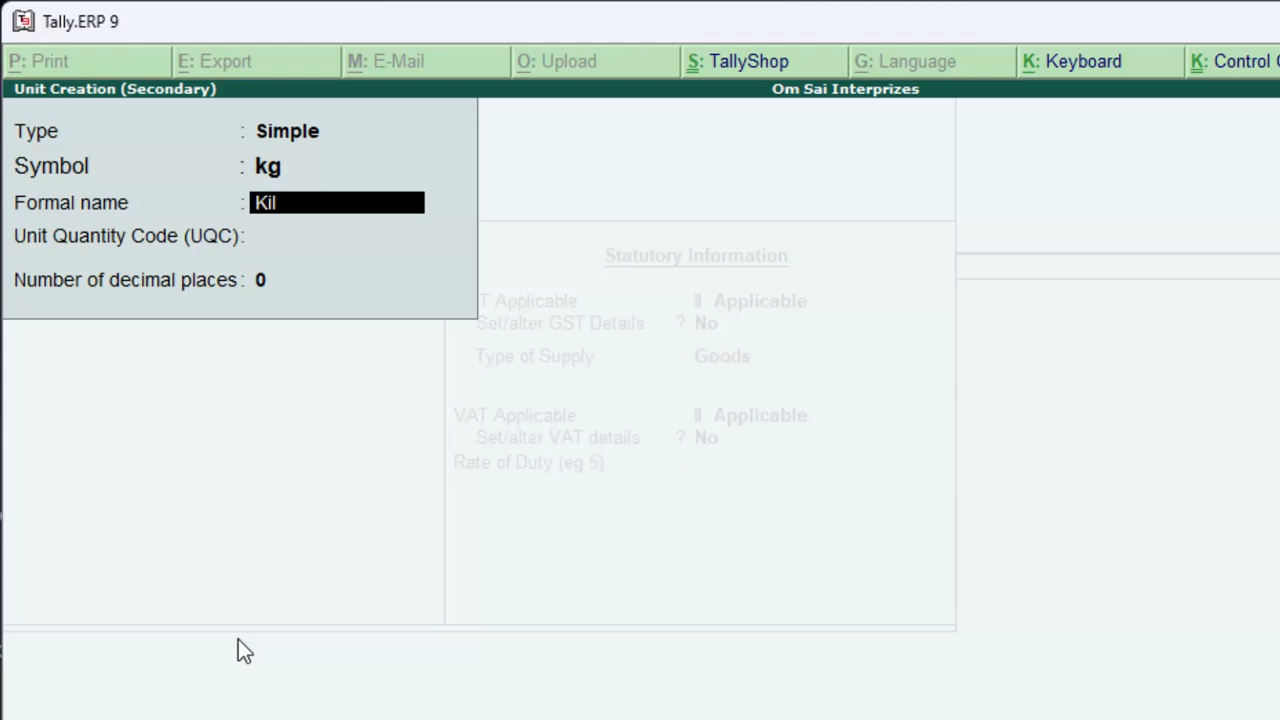 Tally.ERP 9
P: Print E: Export M: E-Mail O: Upload S: TallyShop G: Language K: Keyboard K: Control
Unit Creation (Secondary) Om Sai Interprizes
Type : Simple
Symbol : kg
Formal name : Kil
Unit Quantity Code (UQC):
Number of decimal places : 0
Statutory Information
T Applicable : Applicable
Set/alter GST Details ? No
Type of Supply : Goods
VAT Applicable : Applicable
Set/alter VAT details ? No
Rate of Duty (eg 5) :